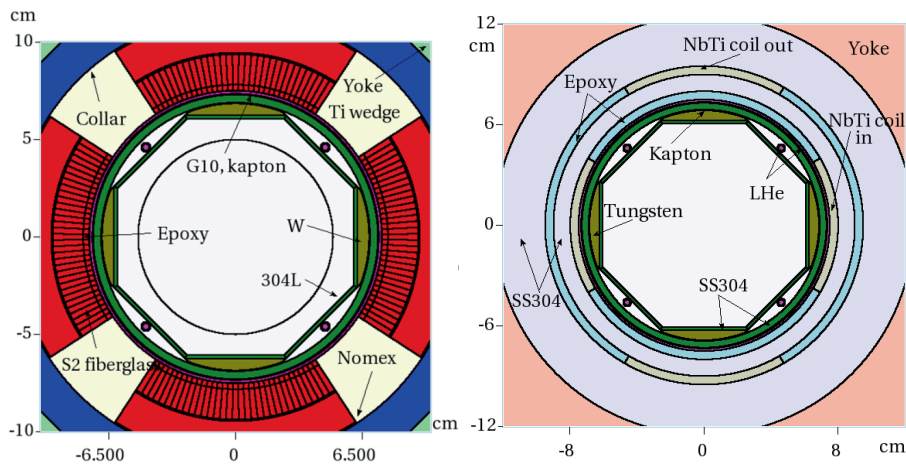 cm
10
5
0
-5
-10
-6.500
0
6.500
cm
Yoke
Ti wedge
Collar
G10, kapton
W
Epoxy
304L
S2 fiberglas
Nomex
12
cm
6
0
-6
-12
-8
0
8
cm
NbTi coil out
Yoke
Epoxy
NbTi coil
in
Kapton
LHe
Tungsten
SS304
SS304